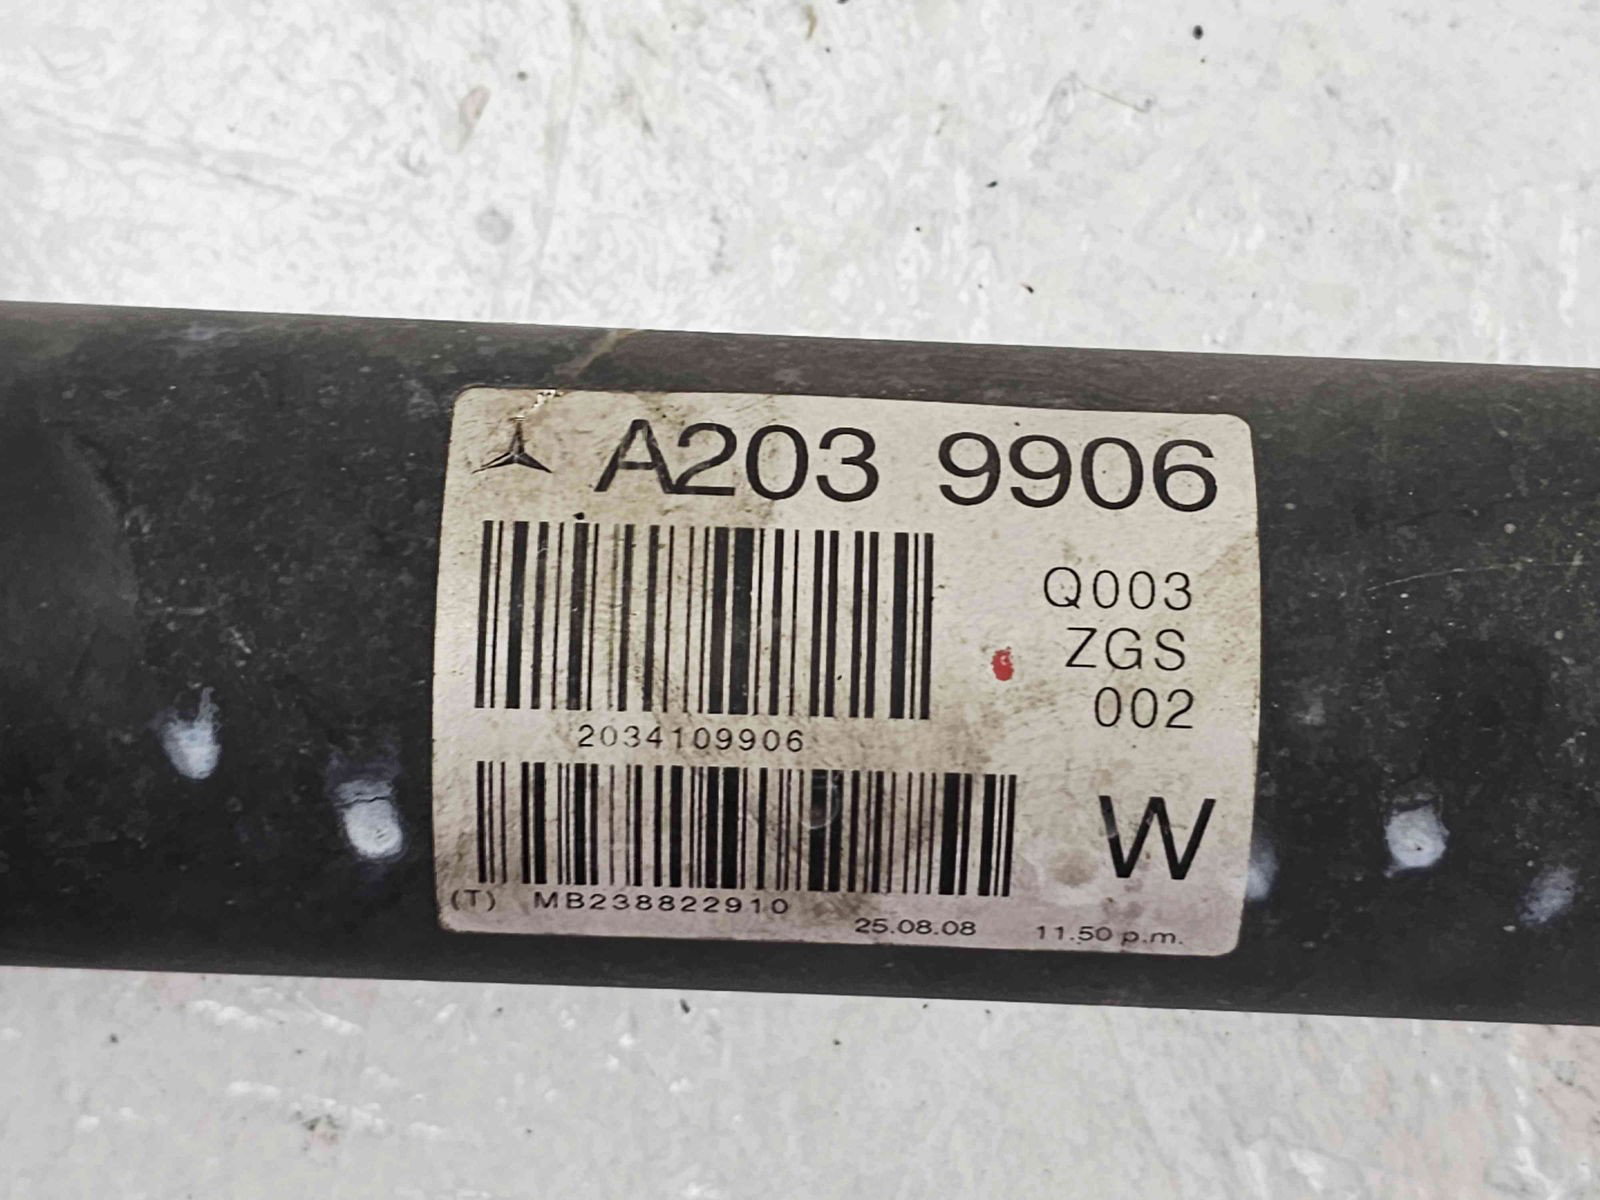 A203 9906
Q003
ZGS
002
2034109906
W
(T) MB238822910
25.08.08 11.50 p.m.